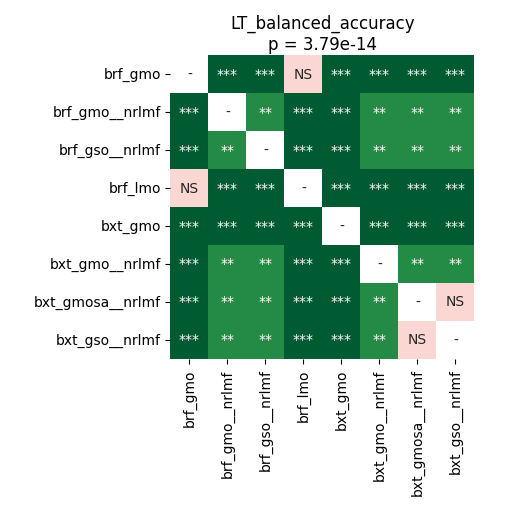 LT_balanced_accuracy
p = 3.79e-14
brf_gmo - *** *** NS *** *** *** ***
brf_gmo__nrlmf *** - ** *** *** ** ** **
brf_gso__nrlmf *** ** - *** *** ** ** **
brf_lmo NS *** *** - *** *** *** ***
bxt_gmo *** *** *** *** - *** *** ***
bxt_gmo__nrlmf *** ** ** *** *** - ** **
bxt_gmosa__nrlmf *** ** ** *** *** ** - NS
bxt_gso__nrlmf *** ** ** *** *** ** NS -
brf_gmo
brf_gmo__nrlmf
brf_gso__nrlmf
brf_lmo
bxt_gmo
bxt_gmo__nrlmf
bxt_gmosa__nrlmf
bxt_gso__nrlmf